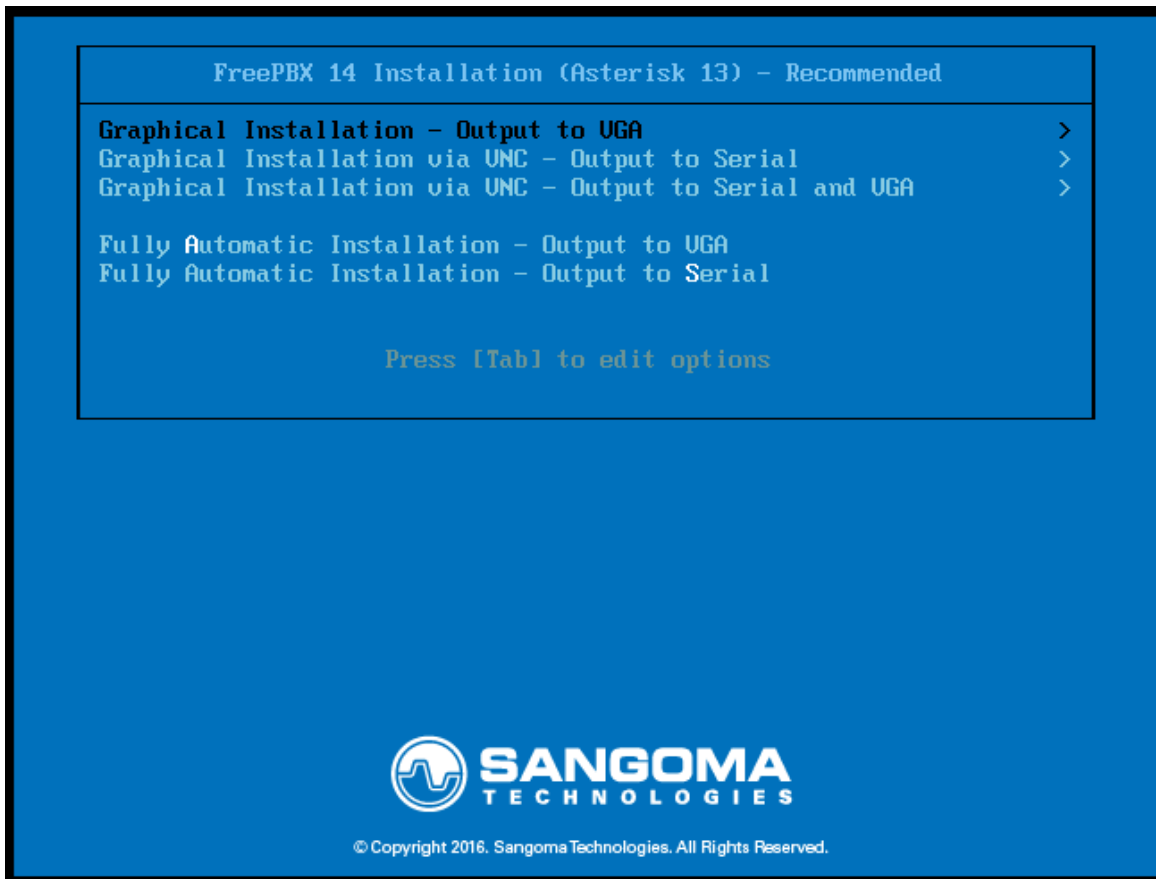 FreePBX 14 Installation (Asterisk 13) - Recommended
Graphical Installation - Output to VGA >
Graphical Installation via VNC - Output to Serial >
Graphical Installation via VNC - Output to Serial and VGA >
Fully Automatic Installation - Output to VGA
Fully Automatic Installation - Output to Serial
Press [Tab] to edit options
SANGOMA
TECHNOLOGIES
© Copyright 2016. Sangoma Technologies. All Rights Reserved.